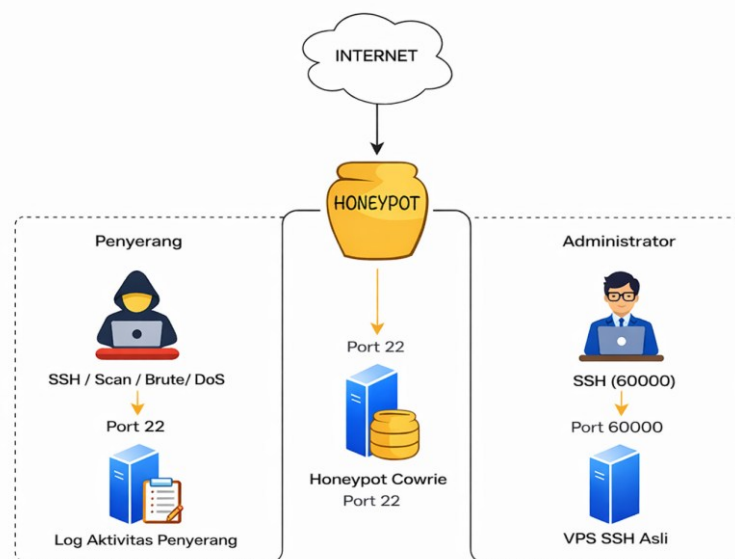 INTERNET
HONEYPOT
Penyerang
SSH / Scan / Brute/ DoS
Port 22
Log Aktivitas Penyerang
Port 22
Honeypot Cowrie
Port 22
Administrator
SSH (60000)
Port 60000
VPS SSH Asli